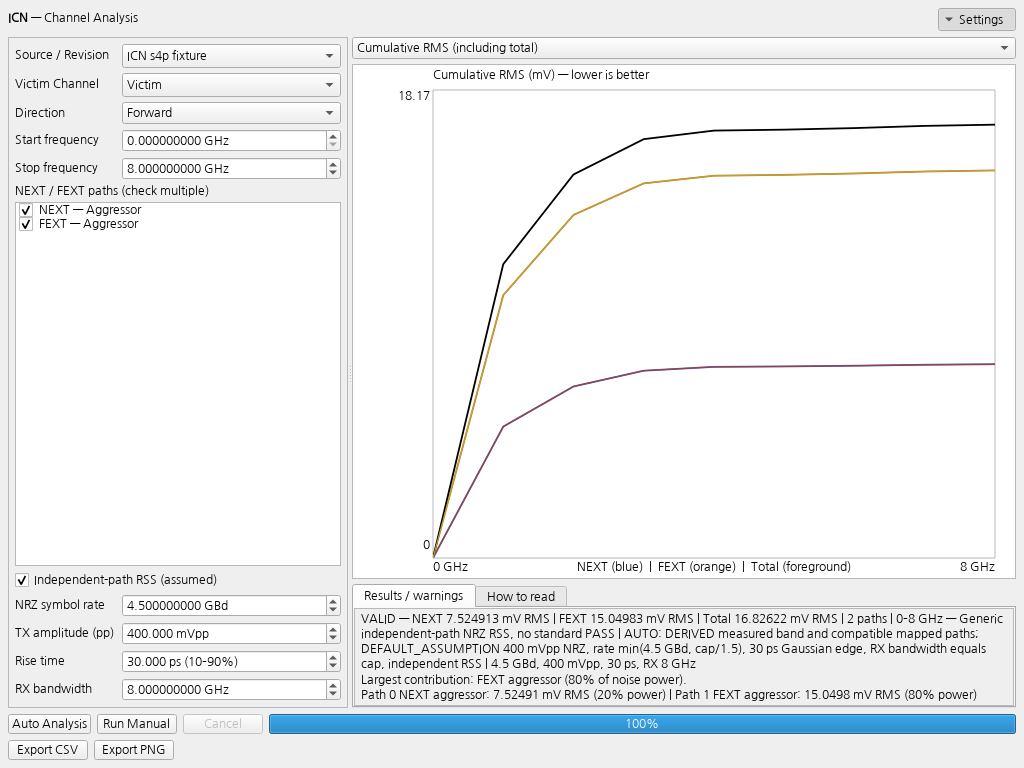 ICN — Channel Analysis
Settings
Source / Revision
ICN s4p fixture
Victim Channel
Victim
Direction
Forward
Start frequency
0.000000000 GHz
Stop frequency
8.000000000 GHz
NEXT / FEXT paths (check multiple)
NEXT — Aggressor
FEXT — Aggressor
Independent-path RSS (assumed)
NRZ symbol rate
4.500000000 GBd
TX amplitude (pp)
400.000 mVpp
Rise time
30.000 ps (10-90%)
RX bandwidth
8.000000000 GHz
Cumulative RMS (including total)
Cumulative RMS (mV) — lower is better
18.17
0
0 GHz
NEXT (blue) | FEXT (orange) | Total (foreground)
8 GHz
Results / warnings
How to read
VALID — NEXT 7.524913 mV RMS | FEXT 15.04983 mV RMS | Total 16.82622 mV RMS | 2 paths | 0-8 GHz — Generic
independent-path NRZ RSS, no standard PASS | AUTO: DERIVED measured band and compatible mapped paths;
DEFAULT_ASSUMPTION 400 mVpp NRZ, rate min(4.5 GBd, cap/1.5), 30 ps Gaussian edge, RX bandwidth equals
cap, independent RSS | 4.5 GBd, 400 mVpp, 30 ps, RX 8 GHz
Largest contribution: FEXT aggressor (80% of noise power).
Path 0 NEXT aggressor: 7.52491 mV RMS (20% power) | Path 1 FEXT aggressor: 15.0498 mV RMS (80% power)
Auto Analysis
Run Manual
Cancel
100%
Export CSV
Export PNG